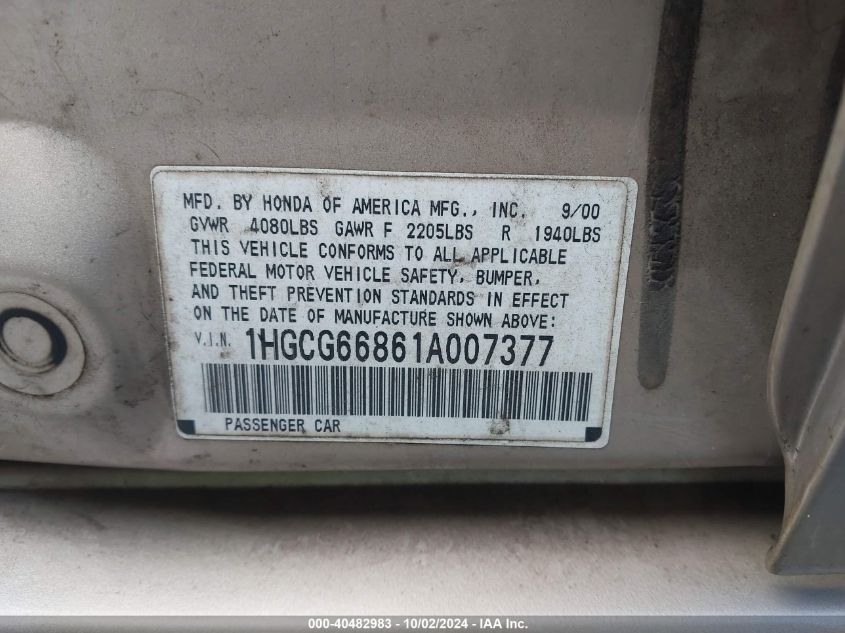 MFD. BY HONDA OF AMERICA MFG., INC. 9/00
GVWR 4080LBS GAWR F 2205LBS R 1940LBS
THIS VEHICLE CONFORMS TO ALL APPLICABLE
FEDERAL MOTOR VEHICLE SAFETY, BUMPER,
AND THEFT PREVENTION STANDARDS IN EFFECT
ON THE DATE OF MANUFACTURE SHOWN ABOVE:
V.I.N. 1HGCG66861A007377
PASSENGER CAR
000-40482983 - 10/02/2024 - IAA Inc.